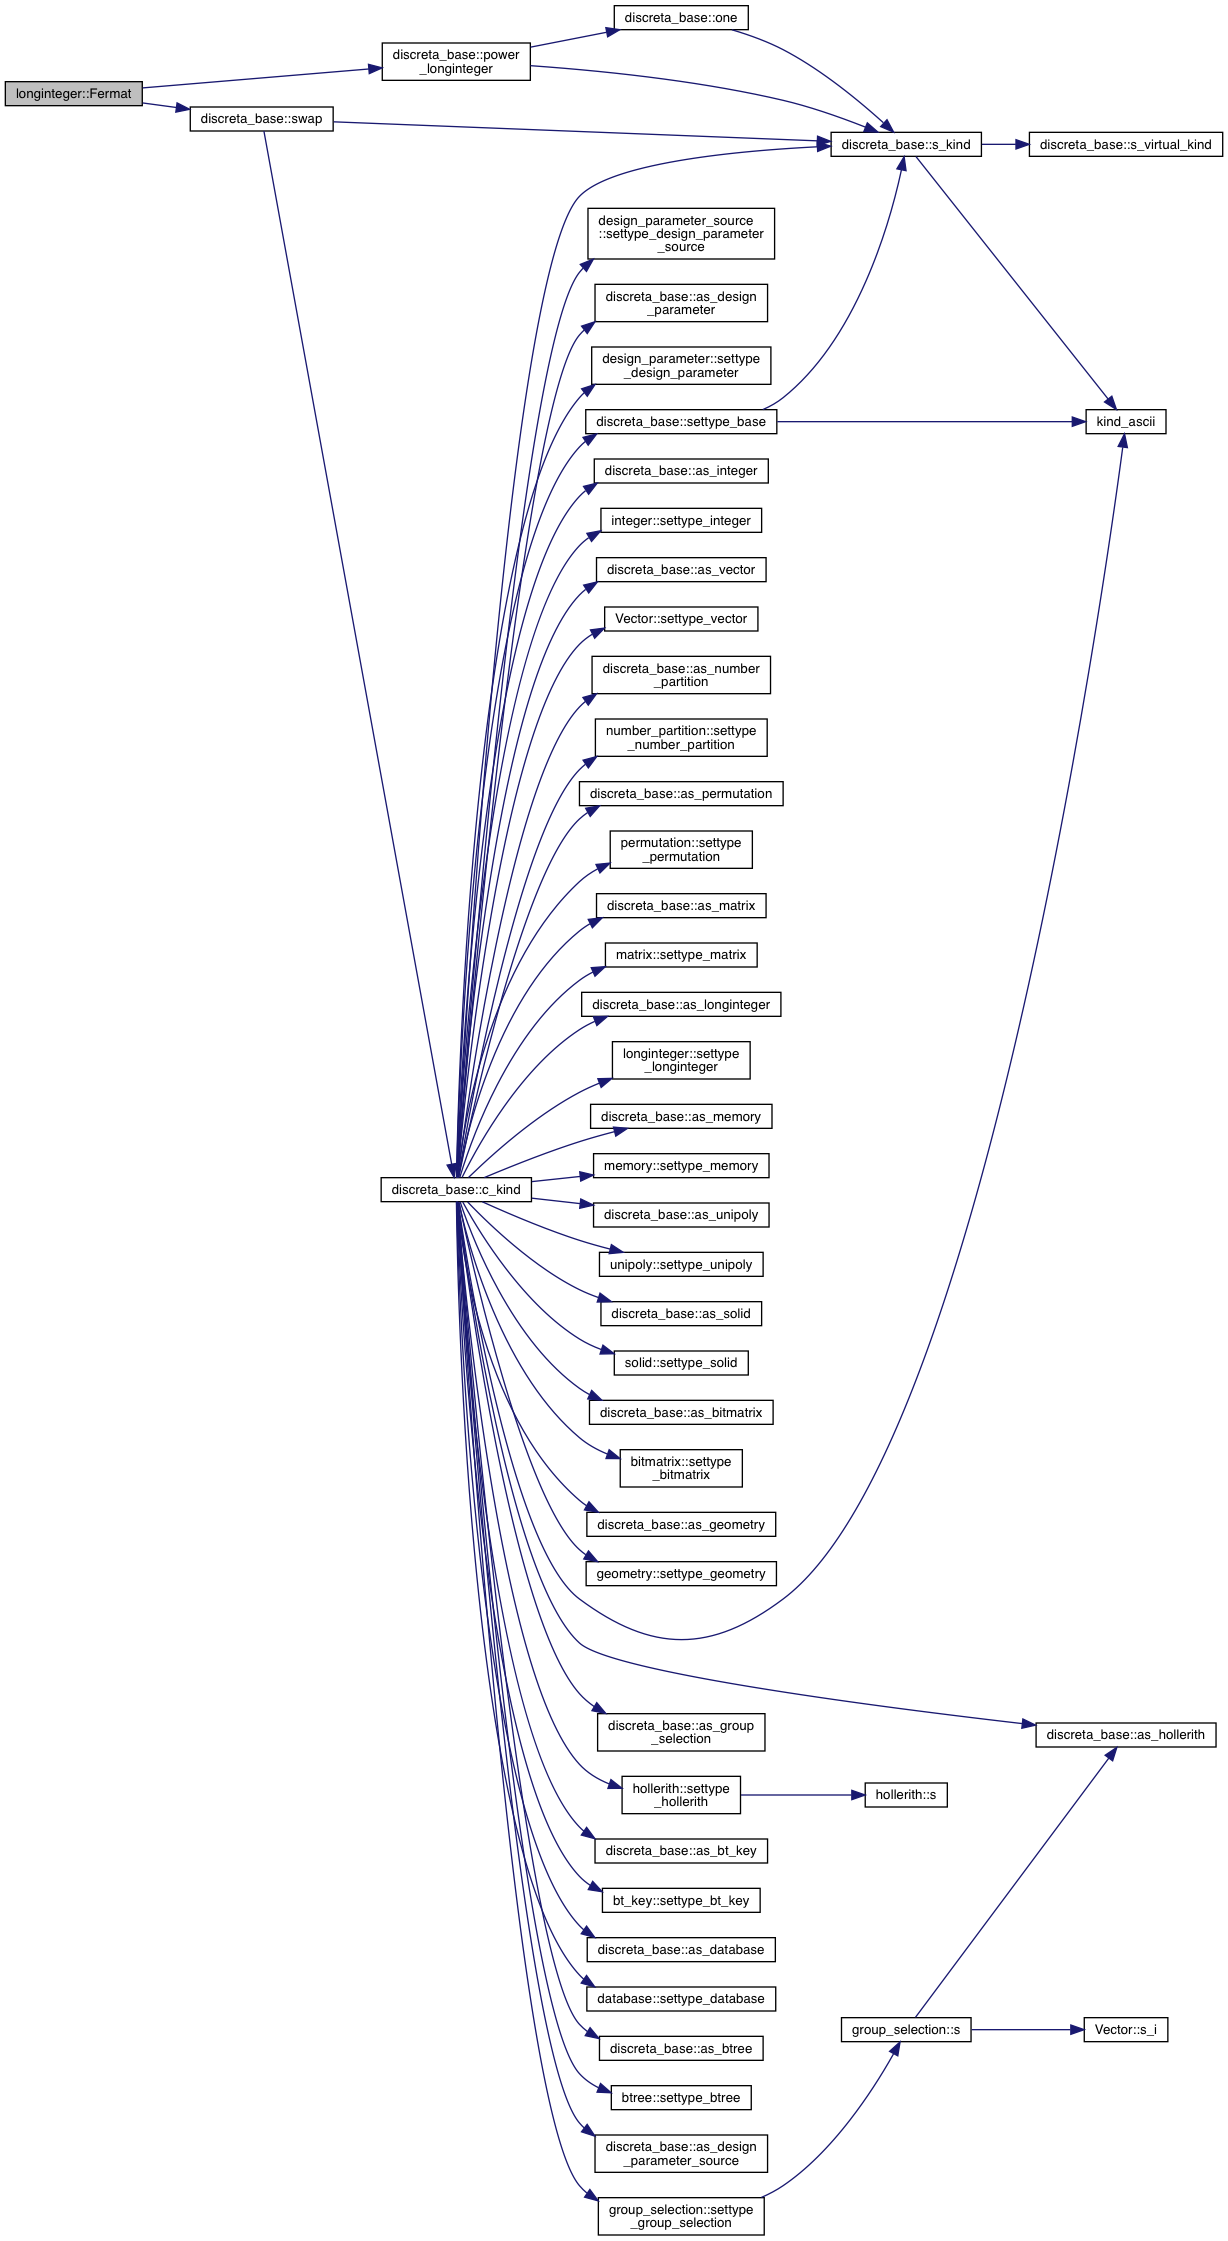 discreta_base::one
discreta_base::power
_longinteger
longinteger::Fermat
discreta_base::swap
discreta_base::s_kind
discreta_base::s_virtual_kind
design_parameter_source
::settype_design_parameter
_source
discreta_base::as_design
_parameter
design_parameter::settype
_design_parameter
discreta_base::settype_base
kind_ascii
discreta_base::as_integer
integer::settype_integer
discreta_base::as_vector
Vector::settype_vector
discreta_base::as_number
_partition
number_partition::settype
_number_partition
discreta_base::as_permutation
permutation::settype
_permutation
discreta_base::as_matrix
matrix::settype_matrix
discreta_base::as_longinteger
longinteger::settype
_longinteger
discreta_base::as_memory
memory::settype_memory
discreta_base::c_kind
discreta_base::as_unipoly
unipoly::settype_unipoly
discreta_base::as_solid
solid::settype_solid
discreta_base::as_bitmatrix
bitmatrix::settype
_bitmatrix
discreta_base::as_geometry
geometry::settype_geometry
discreta_base::as_group
_selection
discreta_base::as_hollerith
hollerith::settype
_hollerith
hollerith::s
discreta_base::as_bt_key
bt_key::settype_bt_key
discreta_base::as_database
database::settype_database
group_selection::s
Vector::s_i
discreta_base::as_btree
btree::settype_btree
discreta_base::as_design
_parameter_source
group_selection::settype
_group_selection